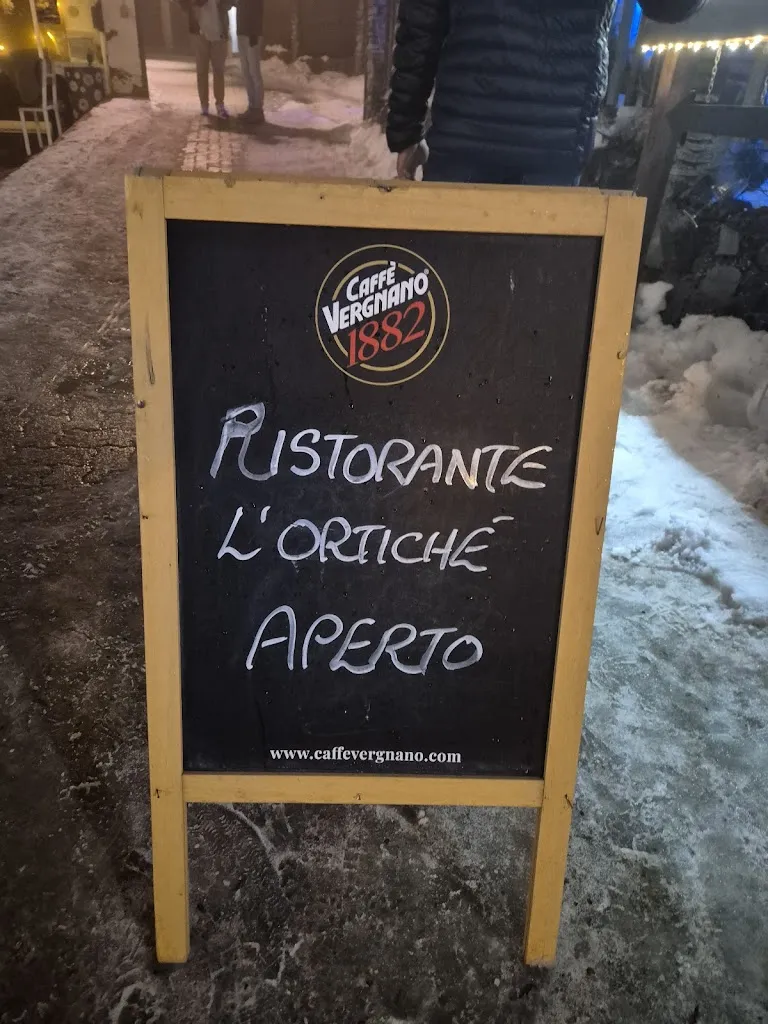 CAFFÈ
VERGNANO®
1882
RISTORANTE
L'ORTICHÉ
APERTO
www.caffevergnano.com